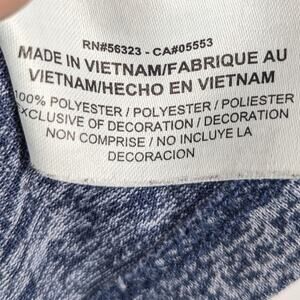 RN#56323 - CA#05553
MADE IN VIETNAM/FABRIQUE AU
VIETNAM/HECHO EN VIETNAM
100% POLYESTER / POLYESTER / POLIESTER
EXCLUSIVE OF DECORATION / DECORATION
NON COMPRISE / NO INCLUYE LA
DECORACION